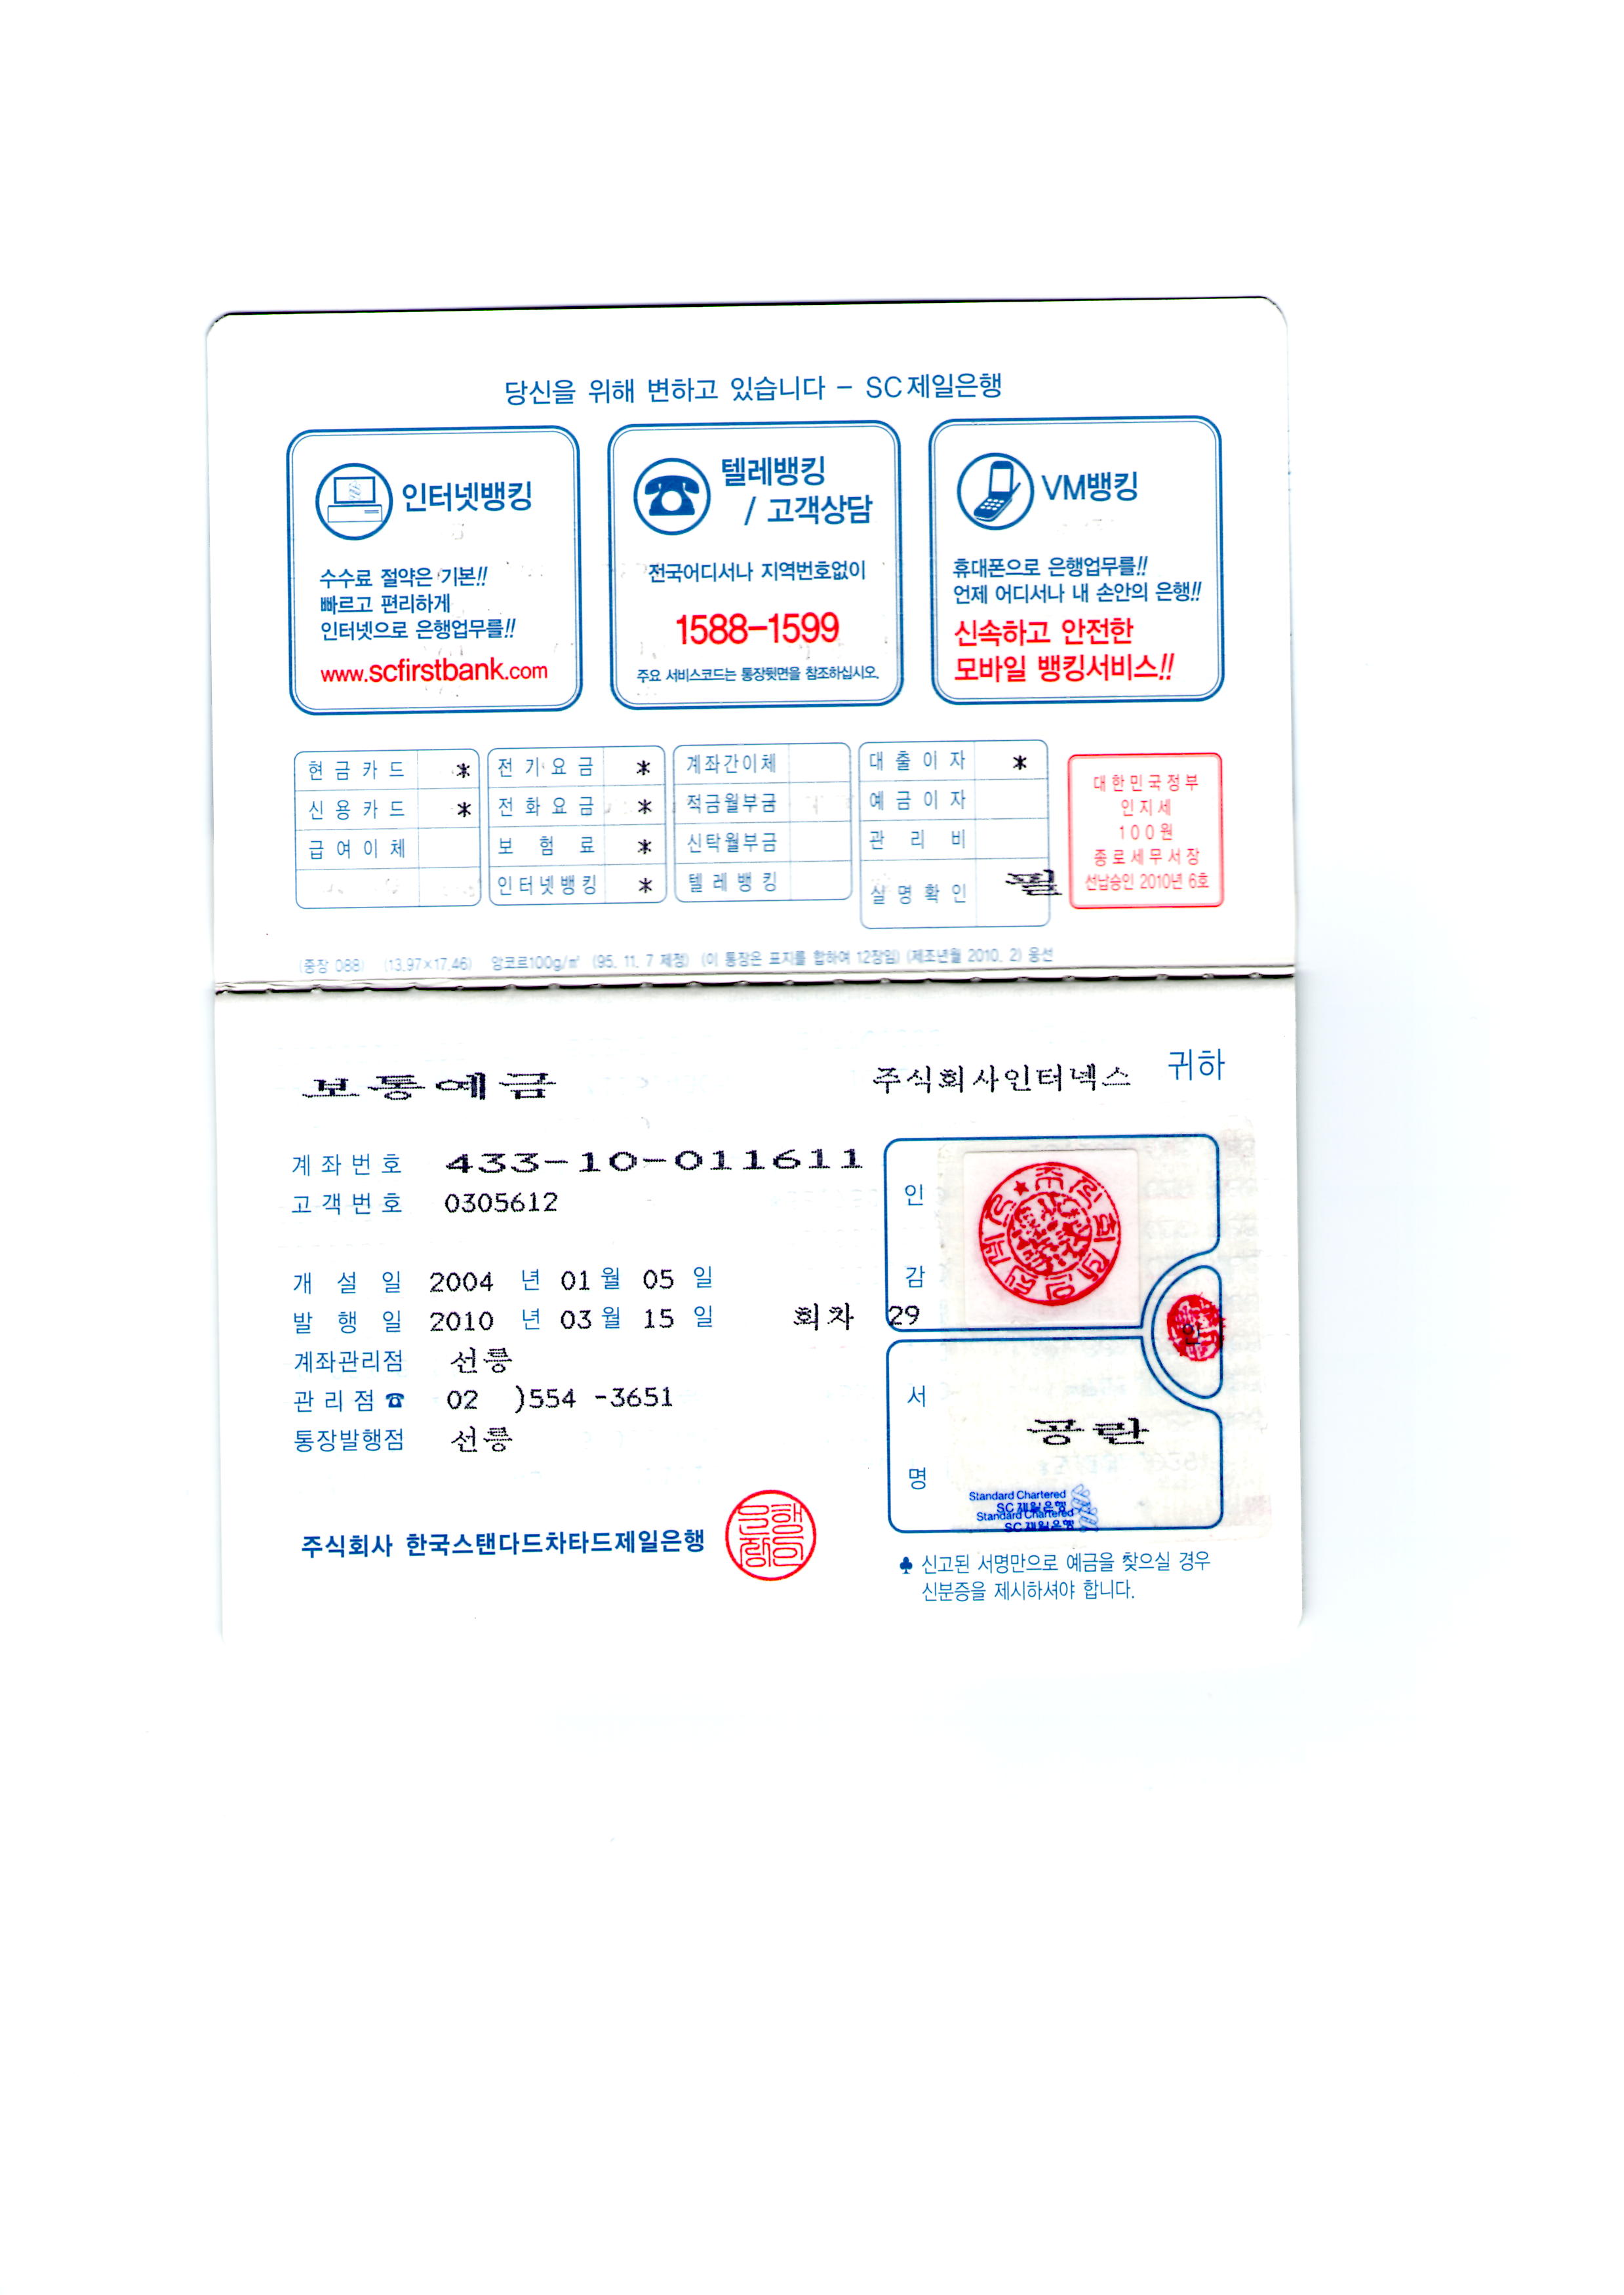 당신을 위해 변하고 있습니다 - SC제일은행
인터넷뱅킹
수수료 절약은 기본!!
빠르고 편리하게
인터넷으로 은행업무를!!
www.scfirstbank.com
텔레뱅킹
/ 고객상담
전국어디서나 지역번호없이
1588-1599
주요 서비스코드는 통장뒷면을 참조하십시오.
VM뱅킹
휴대폰으로 은행업무를!!
언제 어디서나 내 손안의 은행!!
신속하고 안전한
모바일 뱅킹서비스!!
현금카드 * 전기요금 * 계좌간이체 대출이자 *
신용카드 * 전화요금 * 적금월부금 예금이자
급여이체 보험료 * 신탁월부금 관리비
인터넷뱅킹 * 텔레뱅킹 실명확인 필
대한민국정부
인지세
100원
종로세무서장
선납승인 2010년 6호
(중장 088) (13.97×17.46) 앙코르100g/㎡ (95. 11. 7 제정) (이 통장은 표지를 합하여 12장임) (제조년월 2010. 2) 용선
보통예금
주식회사인터넥스 귀하
계좌번호 433-10-011611
고객번호 0305612
개설일 2004 년 01 월 05 일
발행일 2010 년 03 월 15 일 회차 29
계좌관리점 선릉
관리점☎ 02 )554 -3651
통장발행점 선릉
인감
인
서명
공란
Standard Chartered
SC제일은행
Standard Chartered
SC제일은행
주식회사 한국스탠다드차타드제일은행
♣ 신고된 서명만으로 예금을 찾으실 경우
신분증을 제시하셔야 합니다.